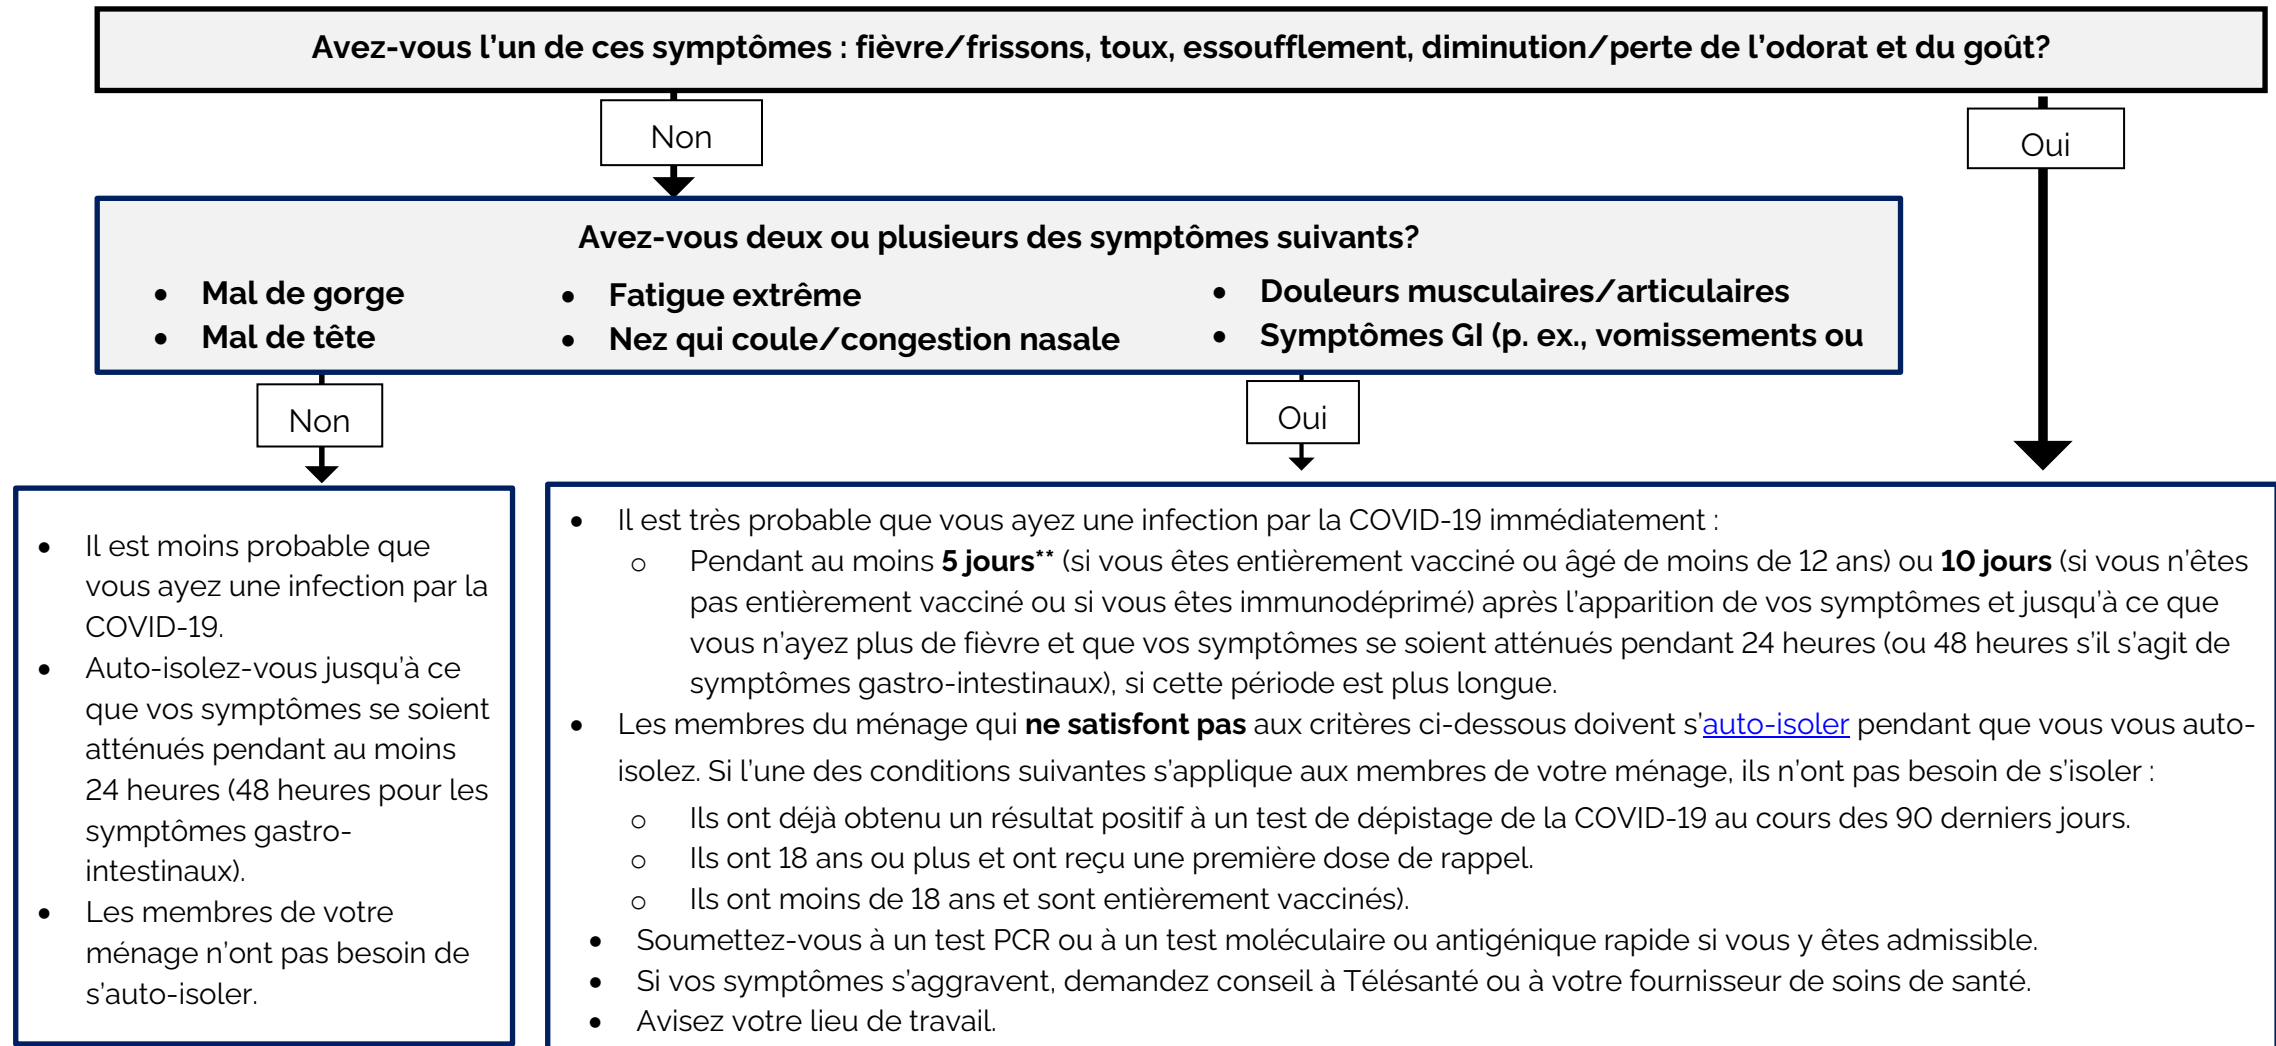 Avez-vous l’un de ces symptômes : fièvre/frissons, toux, essoufflement, diminution/perte de l’odorat et du goût?
Non
Oui
Avez-vous deux ou plusieurs des symptômes suivants?
• Mal de gorge
• Mal de tête
• Fatigue extrême
• Nez qui coule/congestion nasale
• Douleurs musculaires/articulaires
• Symptômes GI (p. ex., vomissements ou
Non
Oui
• Il est moins probable que
vous ayez une infection par la
COVID-19.
• Auto-isolez-vous jusqu’à ce
que vos symptômes se soient
atténués pendant au moins
24 heures (48 heures pour les
symptômes gastro-
intestinaux).
• Les membres de votre
ménage n’ont pas besoin de
s’auto-isoler.
• Il est très probable que vous ayez une infection par la COVID-19 immédiatement :
o Pendant au moins 5 jours** (si vous êtes entièrement vacciné ou âgé de moins de 12 ans) ou 10 jours (si vous n’êtes
pas entièrement vacciné ou si vous êtes immunodéprimé) après l’apparition de vos symptômes et jusqu’à ce que
vous n’ayez plus de fièvre et que vos symptômes se soient atténués pendant 24 heures (ou 48 heures s’il s’agit de
symptômes gastro-intestinaux), si cette période est plus longue.
• Les membres du ménage qui ne satisfont pas aux critères ci-dessous doivent s’auto-isoler pendant que vous vous auto-
isolez. Si l’une des conditions suivantes s’applique aux membres de votre ménage, ils n’ont pas besoin de s’isoler :
o Ils ont déjà obtenu un résultat positif à un test de dépistage de la COVID-19 au cours des 90 derniers jours.
o Ils ont 18 ans ou plus et ont reçu une première dose de rappel.
o Ils ont moins de 18 ans et sont entièrement vaccinés).
• Soumettez-vous à un test PCR ou à un test moléculaire ou antigénique rapide si vous y êtes admissible.
• Si vos symptômes s’aggravent, demandez conseil à Télésanté ou à votre fournisseur de soins de santé.
• Avisez votre lieu de travail.